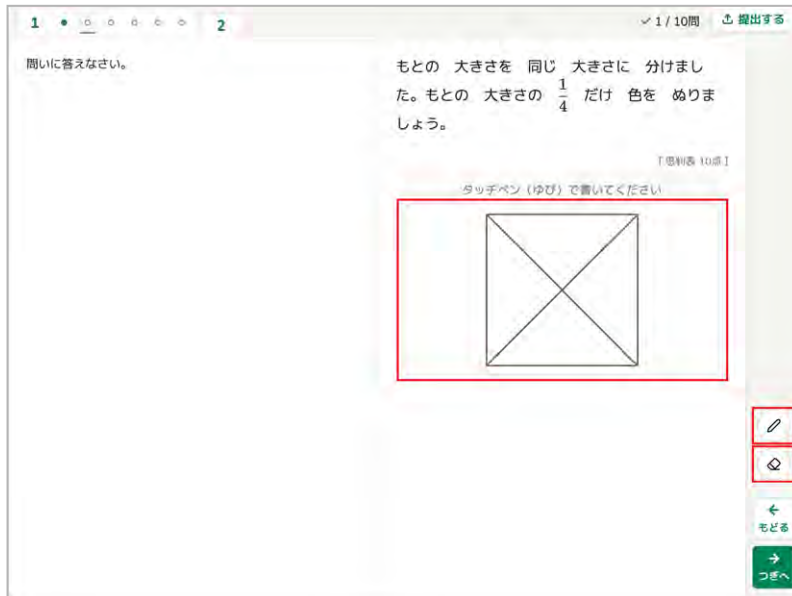 1 2 1 / 10問 提出する
問いに答えなさい。
もとの 大きさを 同じ 大きさに 分けまし
た。もとの 大きさの 1/4 だけ 色を ぬりま
しょう。
10点】
タッチペン（ゆび）で書いてください
もどる
つぎへ